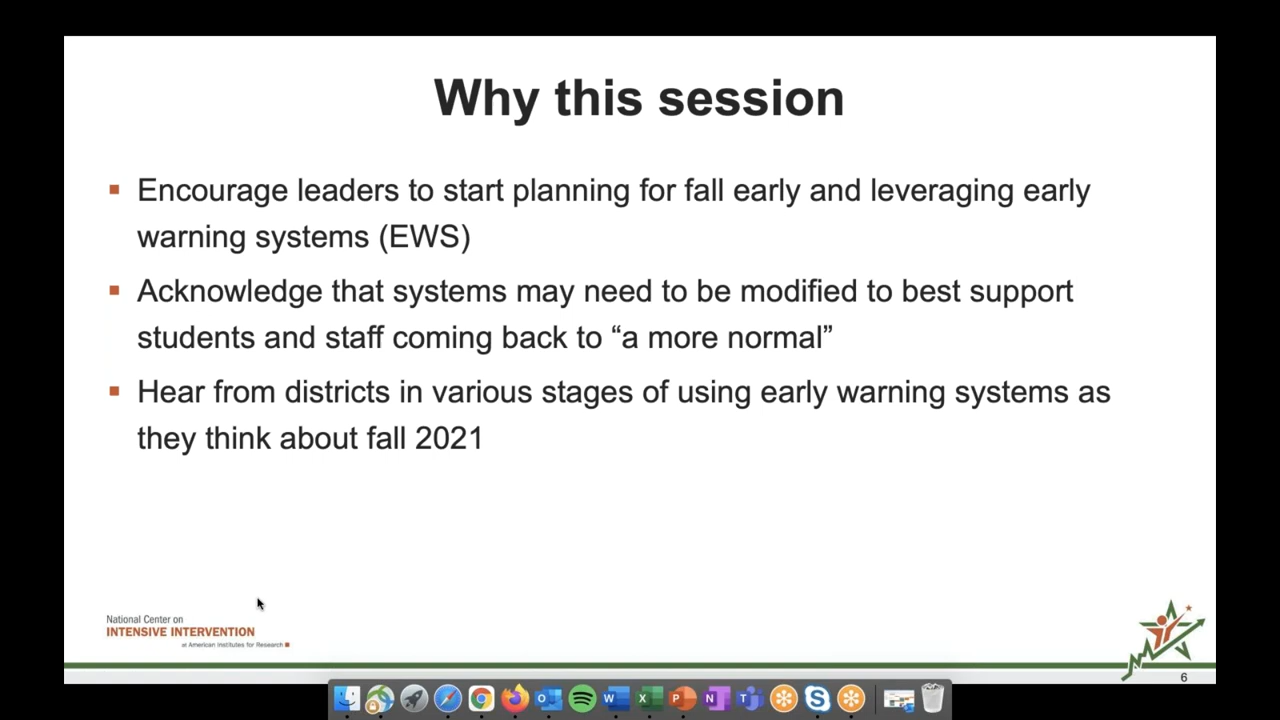 Why this session
Encourage leaders to start planning for fall early and leveraging early
warning systems (EWS)
Acknowledge that systems may need to be modified to best support
students and staff coming back to “a more normal”
Hear from districts in various stages of using early warning systems as
they think about fall 2021
National Center on
INTENSIVE INTERVENTION
at American Institutes for Research
6